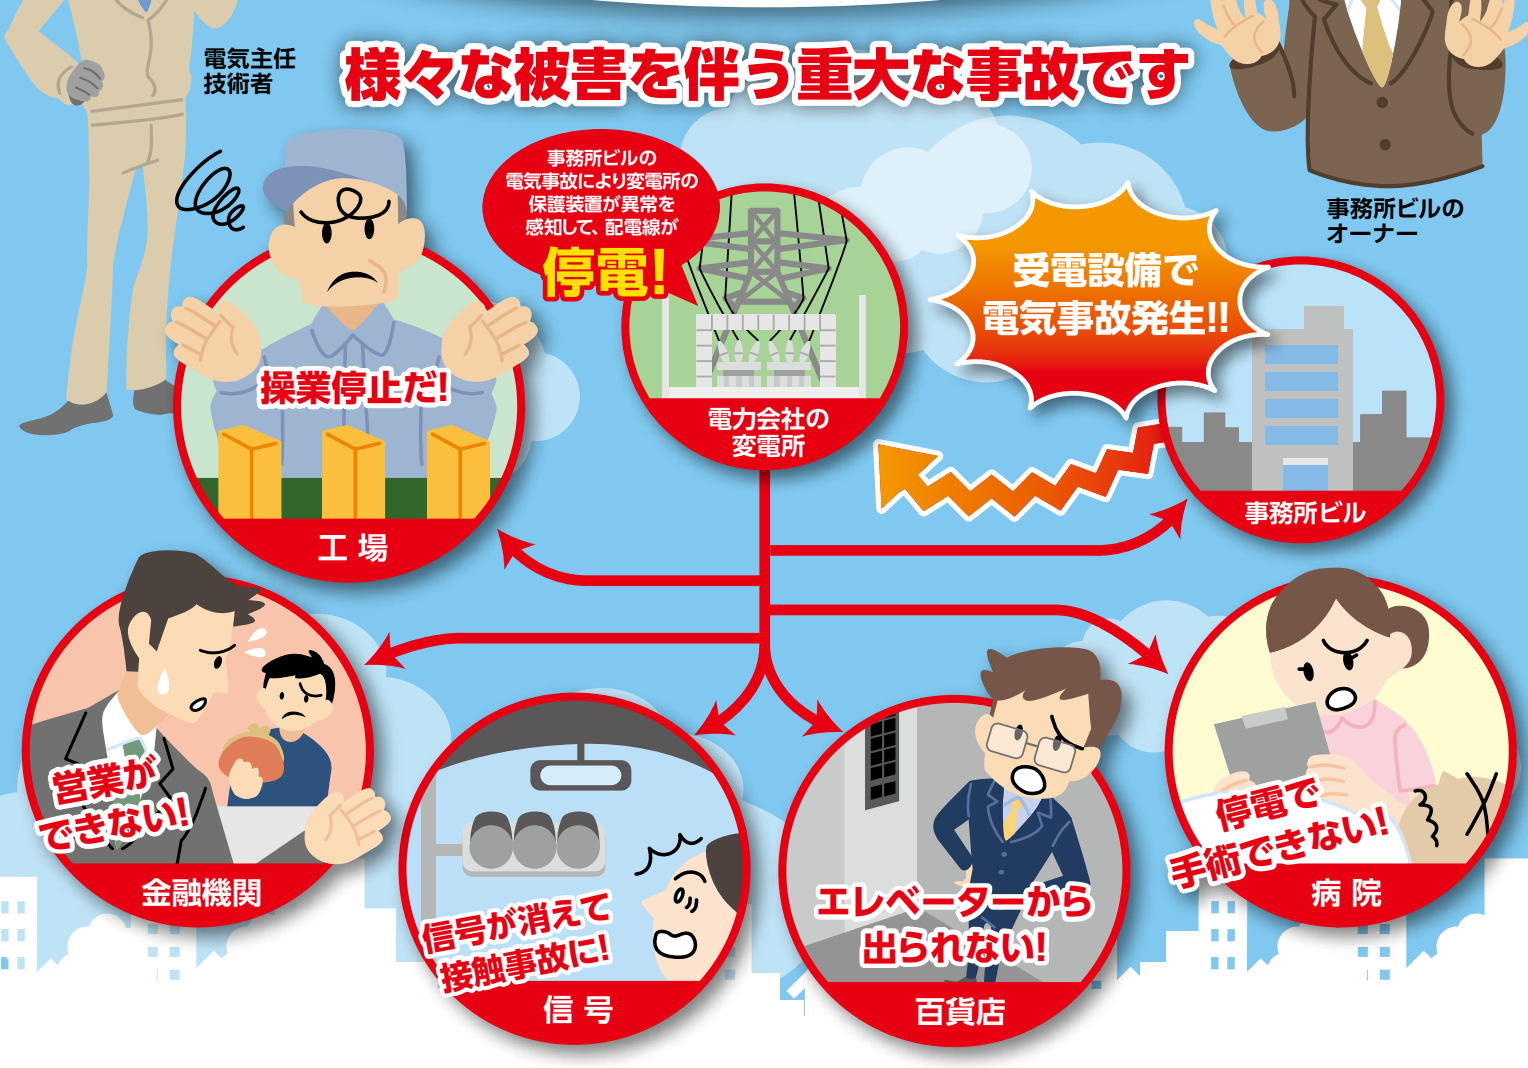 電気主任
技術者
様々な被害を伴う重大な事故です
事務所ビルの
オーナー
事務所ビルの
電気事故により変電所の
保護装置が異常を
感知して、配電線が
停電!
受電設備で
電気事故発生!!
操業停止だ!
工場
電力会社の
変電所
事務所ビル
営業が
できない!
金融機関
信号が消えて
接触事故に!
信号
エレベーターから
出られない!
百貨店
停電で
手術できない!
病院